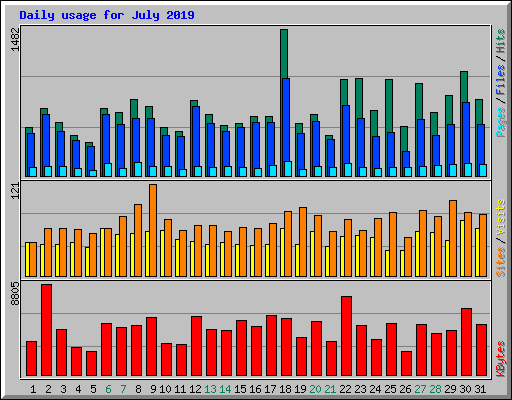 Daily usage for July 2019
1482
Pages / Files / Hits
121
Sites / Visits
8805
KBytes
1 2 3 4 5 6 7 8 9 10 11 12 13 14 15 16 17 18 19 20 21 22 23 24 25 26 27 28 29 30 31